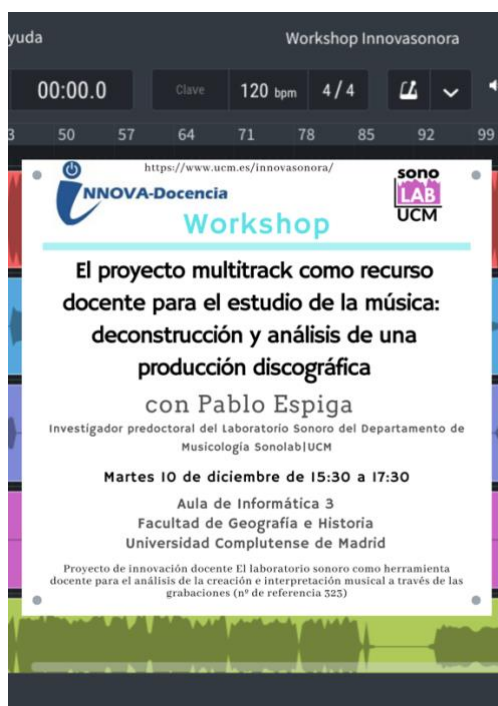 yuda
Workshop Innovasonora
00:00.0
Clave
120 bpm
4/4
3 50 57 64 71 78 85 92 99
https://www.ucm.es/innovasonora/
iNNOVA-Docencia
sono
LAB
UCM
Workshop
El proyecto multitrack como recurso
docente para el estudio de la música:
deconstrucción y análisis de una
producción discográfica
con Pablo Espiga
Investigador predoctoral del Laboratorio Sonoro del Departamento de
Musicología Sonolab|UCM
Martes 10 de diciembre de 15:30 a 17:30
Aula de Informática 3
Facultad de Geografía e Historia
Universidad Complutense de Madrid
Proyecto de innovación docente El laboratorio sonoro como herramienta
docente para el análisis de la creación e interpretación musical a través de las
grabaciones (nº de referencia 323)